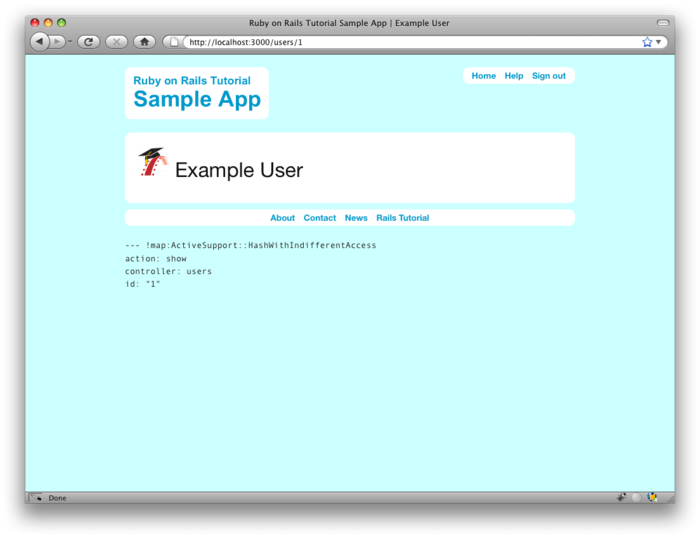 Ruby on Rails Tutorial Sample App | Example User
http://localhost:3000/users/1
Ruby on Rails Tutorial
Sample App
Home Help Sign out
Example User
About Contact News Rails Tutorial
--- !map:ActiveSupport::HashWithIndifferentAccess
action: show
controller: users
id: "1"
Done